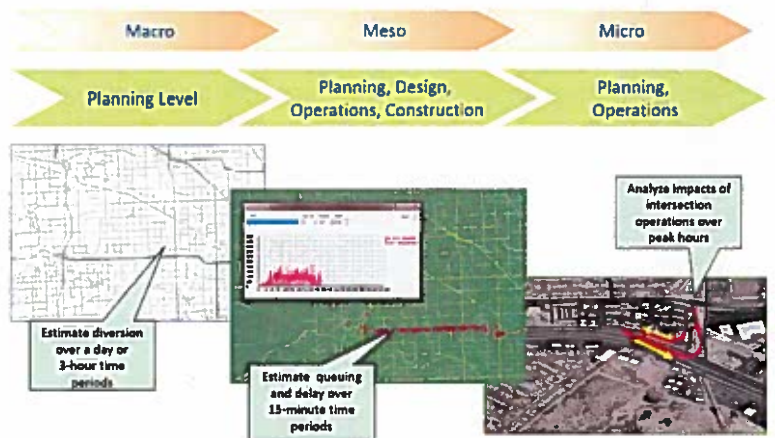 Macro
Meso
Micro
Planning Level
Planning, Design,
Operations, Construction
Planning,
Operations
Analyze impacts of
intersection
operations over
peak hours
Estimate diversion
over a day or
3-hour time
periods
Estimate queuing
and delay over
15-minute time
periods